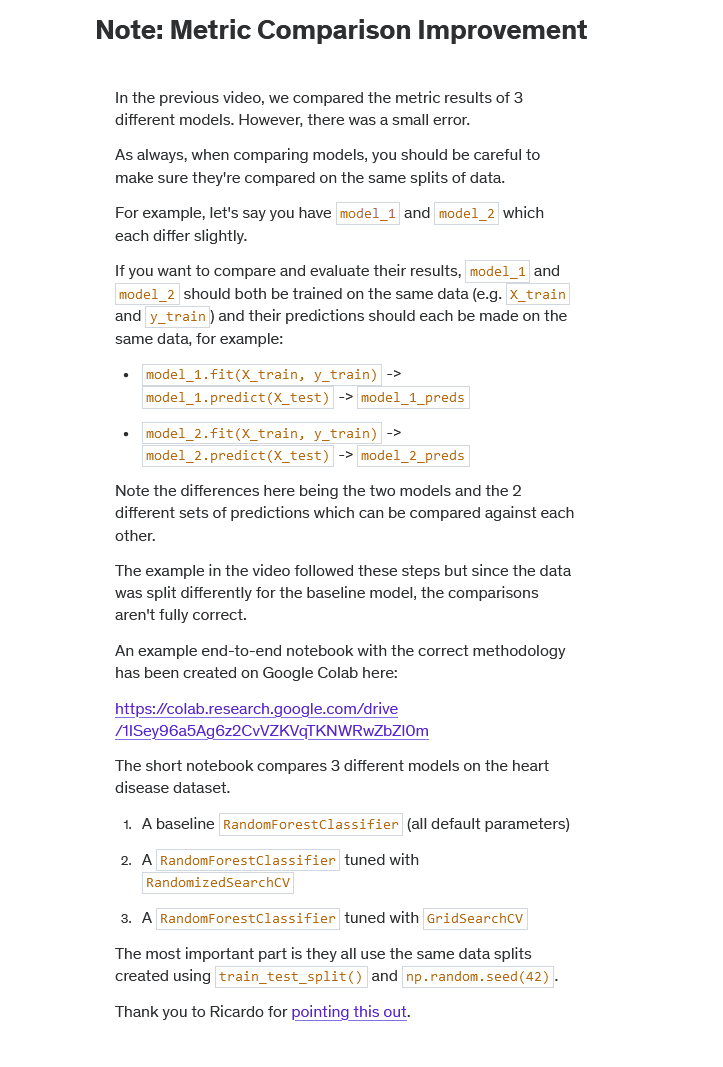 Note: Metric Comparison Improvement
In the previous video, we compared the metric results of 3
different models. However, there was a small error.
As always, when comparing models, you should be careful to
make sure they're compared on the same splits of data.
For example, let's say you have model_1 and model_2 which
each differ slightly.
If you want to compare and evaluate their results, model_1 and
model_2 should both be trained on the same data (e.g. X_train
and y_train) and their predictions should each be made on the
same data, for example:
• model_1.fit(X_train, y_train) ->
model_1.predict(X_test) -> model_1_preds
• model_2.fit(X_train, y_train) ->
model_2.predict(X_test) -> model_2_preds
Note the differences here being the two models and the 2
different sets of predictions which can be compared against each
other.
The example in the video followed these steps but since the data
was split differently for the baseline model, the comparisons
aren't fully correct.
An example end-to-end notebook with the correct methodology
has been created on Google Colab here:
https://colab.research.google.com/drive
/1ISey96a5Ag6z2CvVZKVqTKNWRwZbZl0m
The short notebook compares 3 different models on the heart
disease dataset.
1. A baseline RandomForestClassifier (all default parameters)
2. A RandomForestClassifier tuned with
RandomizedSearchCV
3. A RandomForestClassifier tuned with GridSearchCV
The most important part is they all use the same data splits
created using train_test_split() and np.random.seed(42).
Thank you to Ricardo for pointing this out.